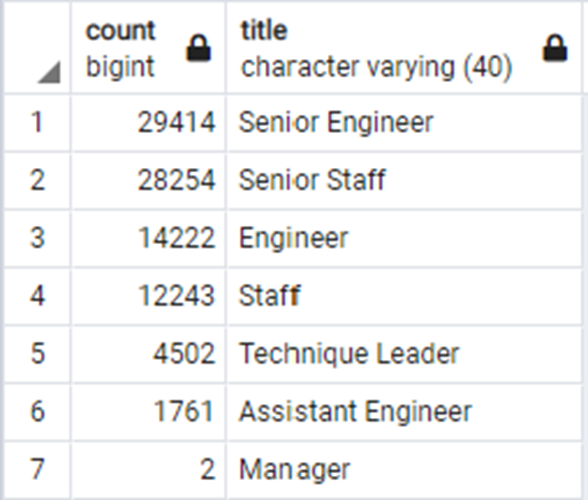 count title
bigint character varying (40)
1 29414 Senior Engineer
2 28254 Senior Staff
3 14222 Engineer
4 12243 Staff
5 4502 Technique Leader
6 1761 Assistant Engineer
7 2 Manager